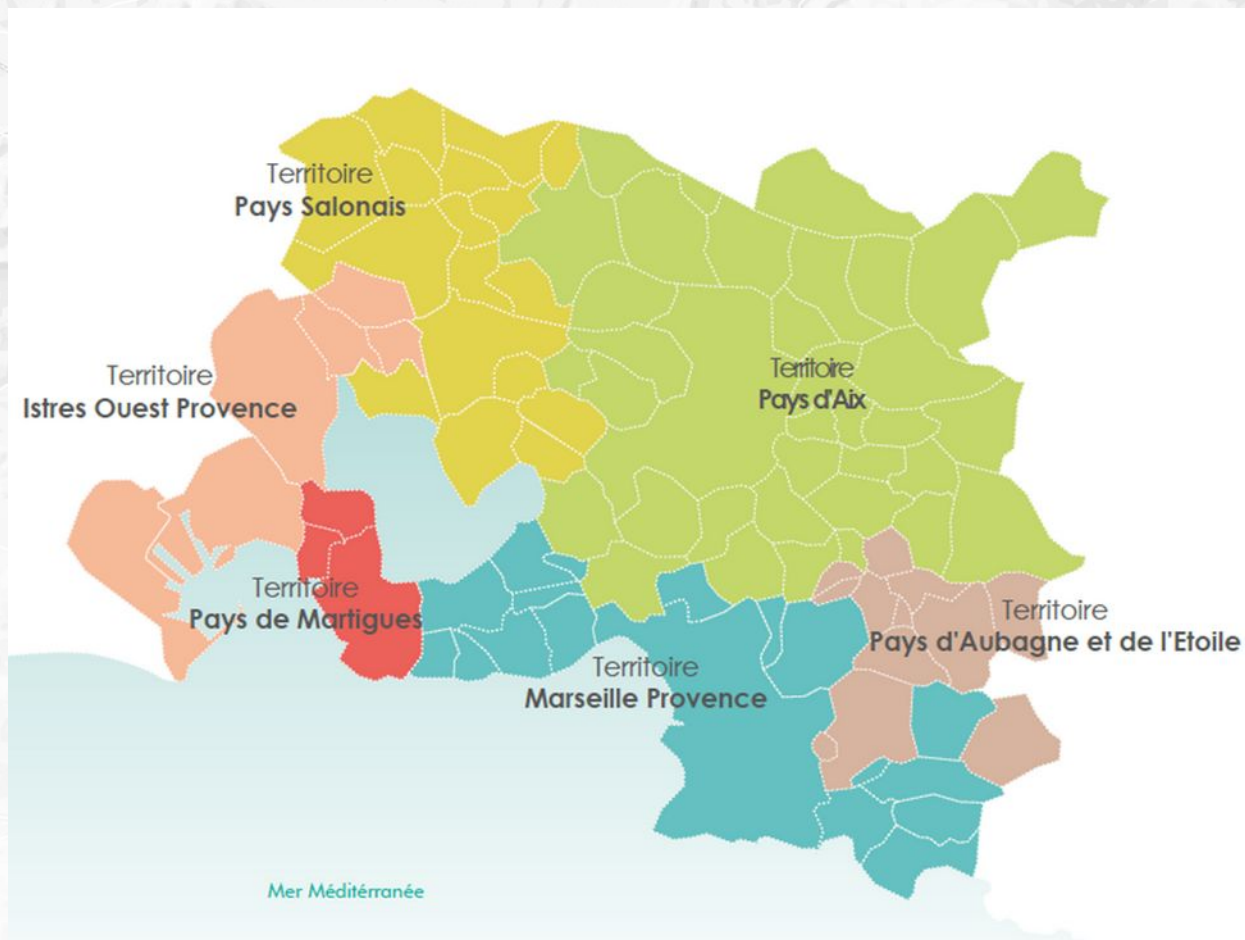 Territoire
Pays Salonais
Territoire
Istres Ouest Provence
Territoire
Pays d'Aix
Territoire
Pays de Martigues
Territoire
Pays d'Aubagne et de l'Etoile
Territoire
Marseille Provence
Mer Méditérranée